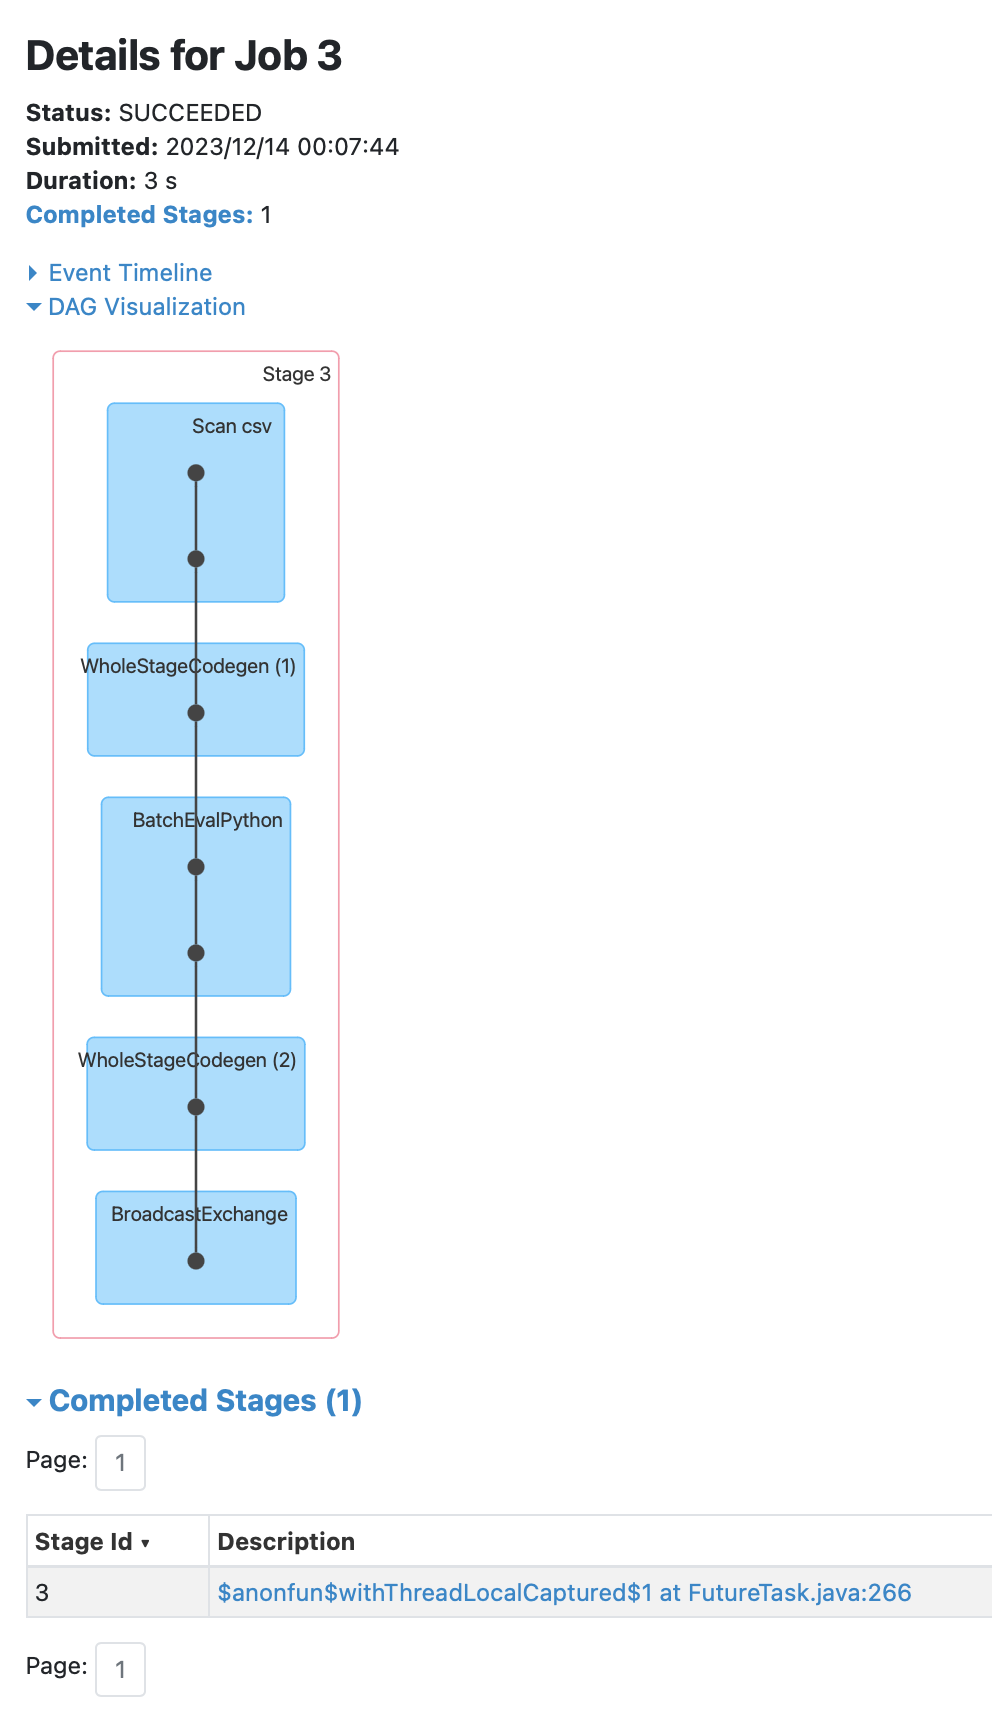 Details for Job 3
Status: SUCCEEDED
Submitted: 2023/12/14 00:07:44
Duration: 3 s
Completed Stages: 1
Event Timeline
DAG Visualization
Stage 3
Scan csv
WholeStageCodegen (1)
BatchEvalPython
WholeStageCodegen (2)
BroadcastExchange
Completed Stages (1)
Page: 1
Stage Id ▾ Description
3 $anonfun$withThreadLocalCaptured$1 at FutureTask.java:266
Page: 1